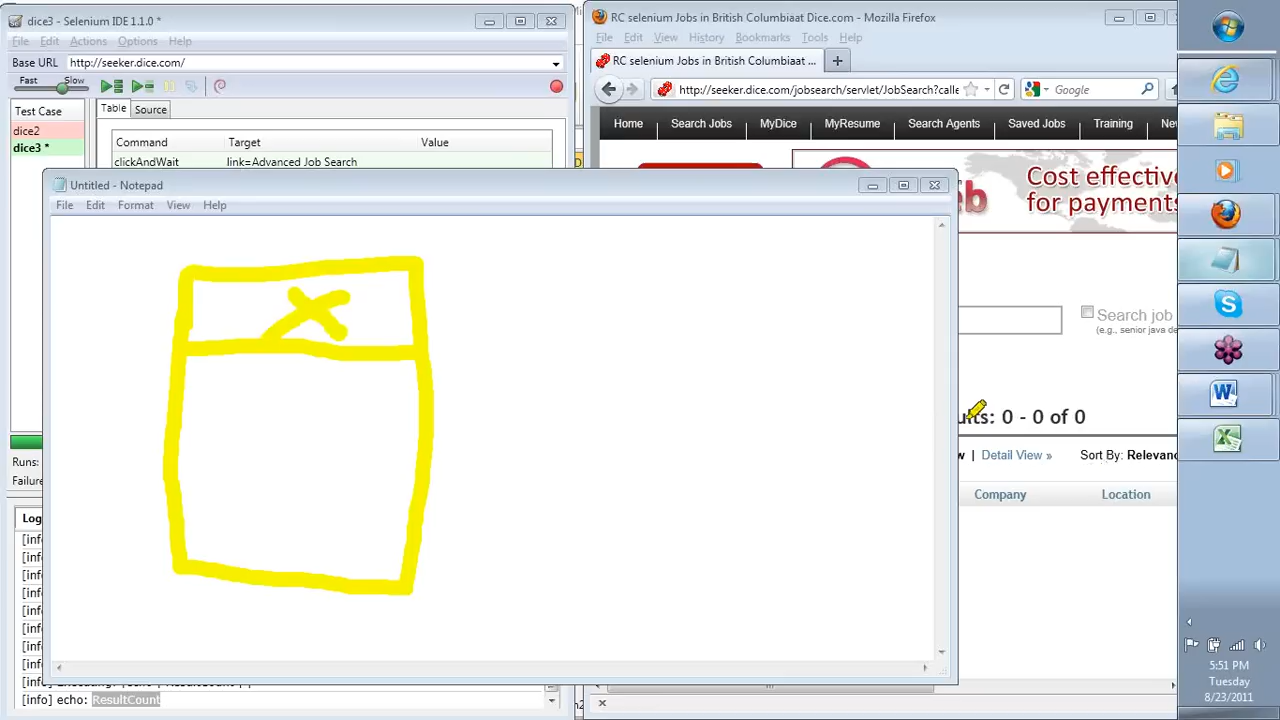 dice3 - Selenium IDE 1.1.0 *
File Edit Actions Options Help
Base URL http://seeker.dice.com/
Fast Slow
Test Case
dice2
dice3 *
Table Source
Command Target Value
clickAndWait link=Advanced Job Search
Runs:
Failure
Log
[info] echo: ResultCount
Untitled - Notepad
File Edit Format View Help
X
RC selenium Jobs in British Columbiaat Dice.com - Mozilla Firefox
File Edit View History Bookmarks Tools Help
RC selenium Jobs in British Columbiaat ...
http://seeker.dice.com/jobsearch/servlet/JobSearch?calle
Google
Home Search Jobs MyDice MyResume Search Agents Saved Jobs Training Ne
eb
Cost effective
for payments
Search job
(e.g., senior java de
ults: 0 - 0 of 0
w | Detail View » Sort By: Relevanc
Company Location
5:51 PM
Tuesday
8/23/2011